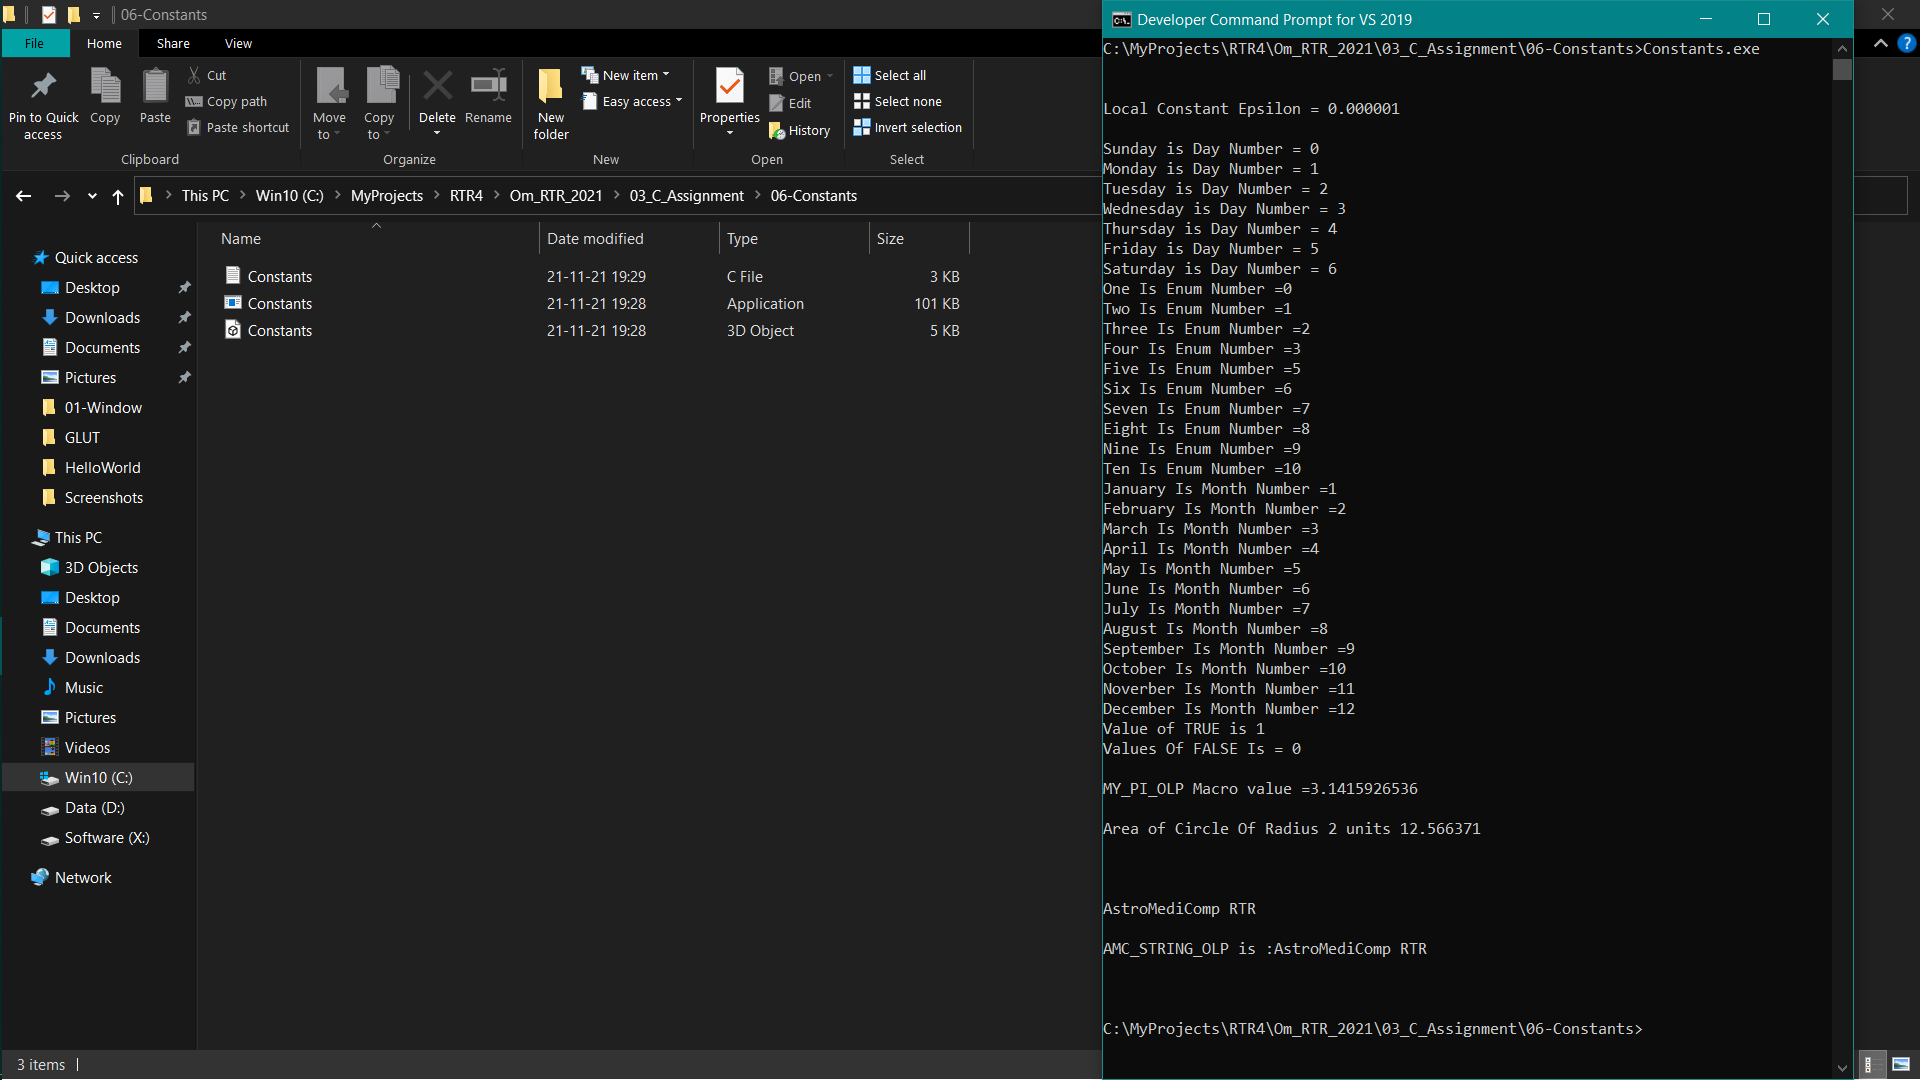 06-Constants
File Home Share View
Pin to Quick access
Copy
Paste
Cut
Copy path
Paste shortcut
Clipboard
Move to
Copy to
Delete
Rename
Organize
New folder
New item
Easy access
New
Properties
Open
Edit
History
Open
Select all
Select none
Invert selection
Select
This PC > Win10 (C:) > MyProjects > RTR4 > Om_RTR_2021 > 03_C_Assignment > 06-Constants
Name Date modified Type Size
Constants 21-11-21 19:29 C File 3 KB
Constants 21-11-21 19:28 Application 101 KB
Constants 21-11-21 19:28 3D Object 5 KB
Quick access
Desktop
Downloads
Documents
Pictures
01-Window
GLUT
HelloWorld
Screenshots
This PC
3D Objects
Desktop
Documents
Downloads
Music
Pictures
Videos
Win10 (C:)
Data (D:)
Software (X:)
Network
3 items
Developer Command Prompt for VS 2019
C:\MyProjects\RTR4\Om_RTR_2021\03_C_Assignment\06-Constants>Constants.exe
Local Constant Epsilon = 0.000001
Sunday is Day Number = 0
Monday is Day Number = 1
Tuesday is Day Number = 2
Wednesday is Day Number = 3
Thursday is Day Number = 4
Friday is Day Number = 5
Saturday is Day Number = 6
One Is Enum Number =0
Two Is Enum Number =1
Three Is Enum Number =2
Four Is Enum Number =3
Five Is Enum Number =5
Six Is Enum Number =6
Seven Is Enum Number =7
Eight Is Enum Number =8
Nine Is Enum Number =9
Ten Is Enum Number =10
January Is Month Number =1
February Is Month Number =2
March Is Month Number =3
April Is Month Number =4
May Is Month Number =5
June Is Month Number =6
July Is Month Number =7
August Is Month Number =8
September Is Month Number =9
October Is Month Number =10
Noverber Is Month Number =11
December Is Month Number =12
Value of TRUE is 1
Values Of FALSE Is = 0
MY_PI_OLP Macro value =3.1415926536
Area of Circle Of Radius 2 units 12.566371
AstroMediComp RTR
AMC_STRING_OLP is :AstroMediComp RTR
C:\MyProjects\RTR4\Om_RTR_2021\03_C_Assignment\06-Constants>